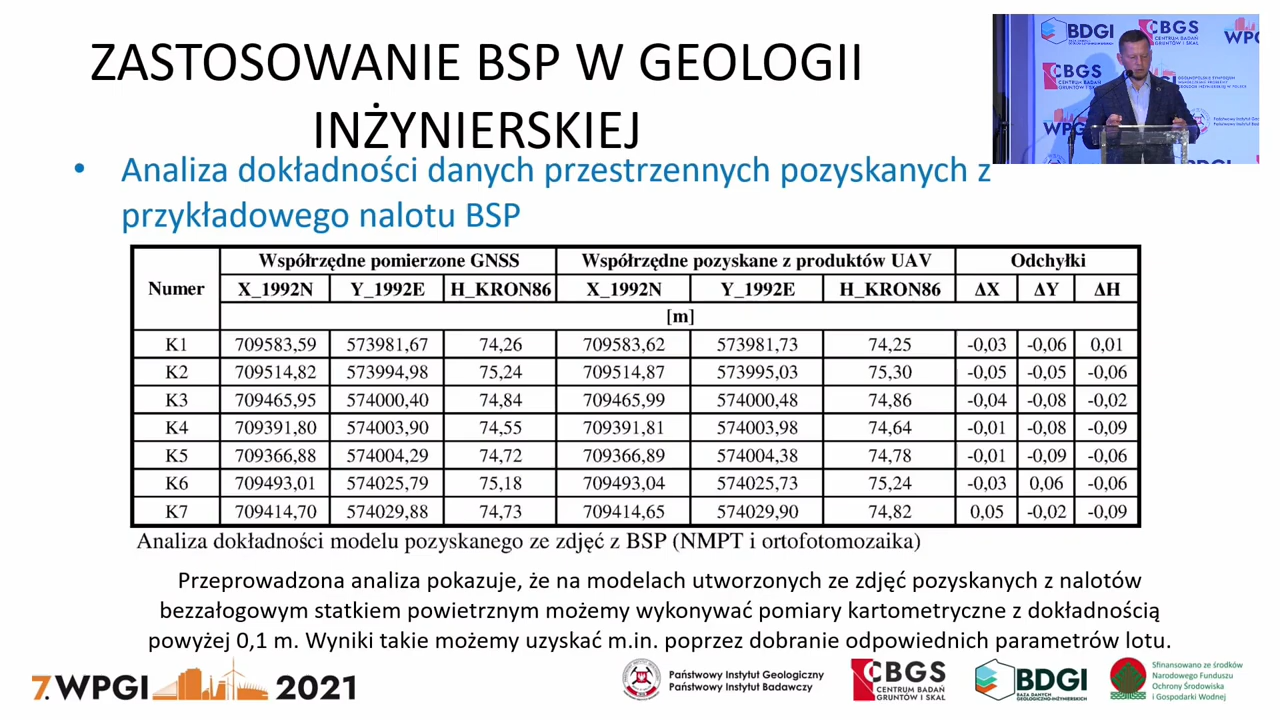 ZASTOSOWANIE BSP W GEOLOGII
INŻYNIERSKIEJ
• Analiza dokładności danych przestrzennych pozyskanych z
przykładowego nalotu BSP
Numer Współrzędne pomierzone GNSS Współrzędne pozyskane z produktów UAV Odchyłki
X_1992N Y_1992E H_KRON86 X_1992N Y_1992E H_KRON86 ΔX ΔY ΔH
[m]
K1 709583,59 573981,67 74,26 709583,62 573981,73 74,25 -0,03 -0,06 0,01
K2 709514,82 573994,98 75,24 709514,87 573995,03 75,30 -0,05 -0,05 -0,06
K3 709465,95 574000,40 74,84 709465,99 574000,48 74,86 -0,04 -0,08 -0,02
K4 709391,80 574003,90 74,55 709391,81 574003,98 74,64 -0,01 -0,08 -0,09
K5 709366,88 574004,29 74,72 709366,89 574004,38 74,78 -0,01 -0,09 -0,06
K6 709493,01 574025,79 75,18 709493,04 574025,73 75,24 -0,03 0,06 -0,06
K7 709414,70 574029,88 74,73 709414,65 574029,90 74,82 0,05 -0,02 -0,09
Analiza dokładności modelu pozyskanego ze zdjęć z BSP (NMPT i ortofotomozaika)
Przeprowadzona analiza pokazuje, że na modelach utworzonych ze zdjęć pozyskanych z nalotów
bezzałogowym statkiem powietrznym możemy wykonywać pomiary kartometryczne z dokładnością
powyżej 0,1 m. Wyniki takie możemy uzyskać m.in. poprzez dobranie odpowiednich parametrów lotu.
7. WPGI 2021
Państwowy Instytut Geologiczny
Państwowy Instytut Badawczy
CBGS
CENTRUM BADAŃ
GRUNTÓW I SKAŁ
BDGI
BAZA DANYCH
GEOLOGICZNO-INŻYNIERSKICH
Sfinansowano ze środków
Narodowego Funduszu
Ochrony Środowiska
i Gospodarki Wodnej
BDGI
CBGS
CENTRUM BADAŃ
GRUNTÓW I SKAŁ
WPG
CBGS
CENTRUM BADAŃ
GRUNTÓW I SKAŁ
BDGI